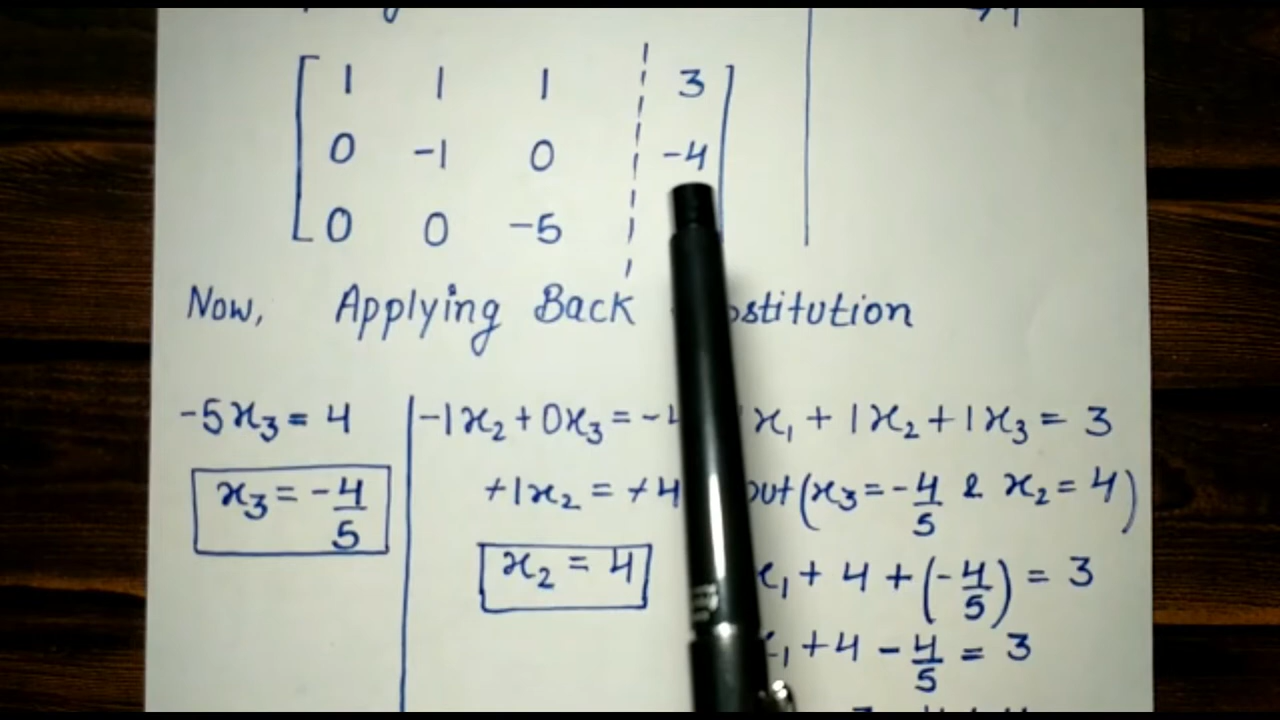 1 1 1 3
0 -1 0 -4
0 0 -5
Now, Applying Back
-5x₃ = 4
x₃ = -4/5
-1x₂ + 0x₃ = -4
+1x₂ = +4
x₂ = 4
x₁ + 1x₂ + 1x₃ = 3
(x₃ = -4/5 & x₂ = 4)
x₁ + 4 + (-4/5) = 3
x₁ + 4 - 4/5 = 3